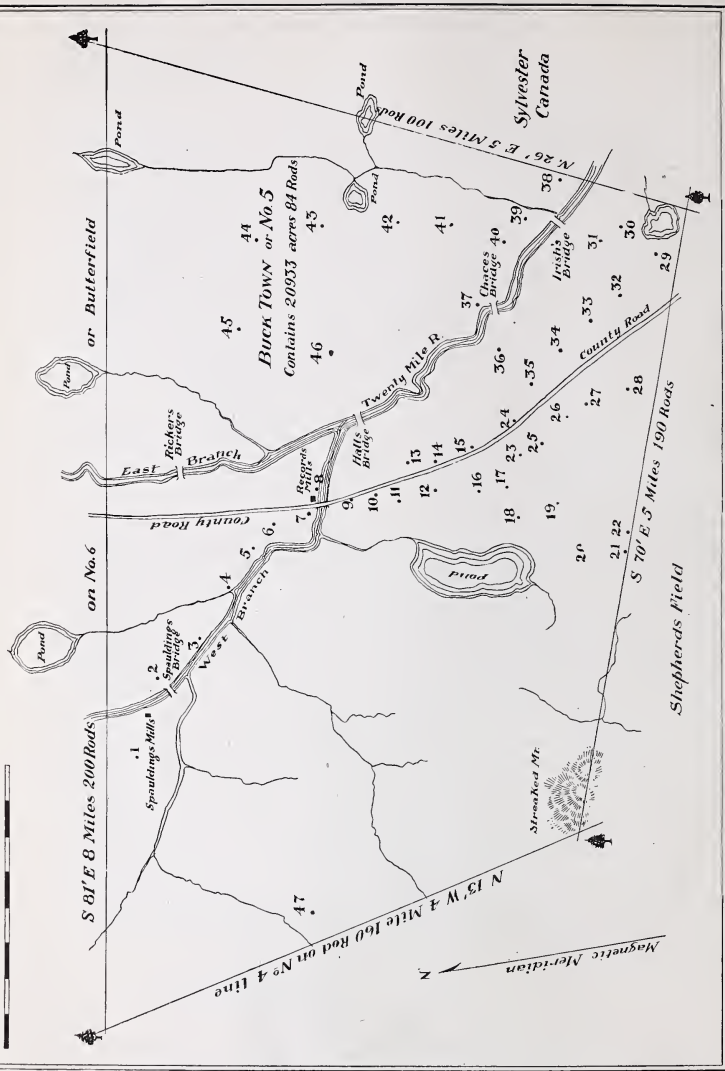 S 81' E 8 Miles 200 Rods on No. 6 or Butterfield
Pond
Pond
Pond
Pond
Pond
Sylvester
Canada
N. 26' E 5 Miles 100 Rods
BUCK TOWN or No. 5
Contains 20933 acres 84 Rods
Rickers
Bridge
East Branch
County Road
Spaulding
Bridge
Spauldings Mills
West Branch
Records
Mills
Halls
Bridge
Twenty Mile R.
Chaces
Bridge
Irish's
Bridge
County Road
Pond
1
2
3
4
5
6
7
8
9
10
11
12
13
14
15
16
17
18
19
20
21
22
23
24
25
26
27
28
29
30
31
32
33
34
35
36
37
38
39
40
41
42
43
44
45
46
47
Streaked Mt.
S 70' E 5 Miles 190 Rods
Shepherds Field
N 13' W 4 Mile 160 Rod on Nº 4 line
Magnetic Meridian
N